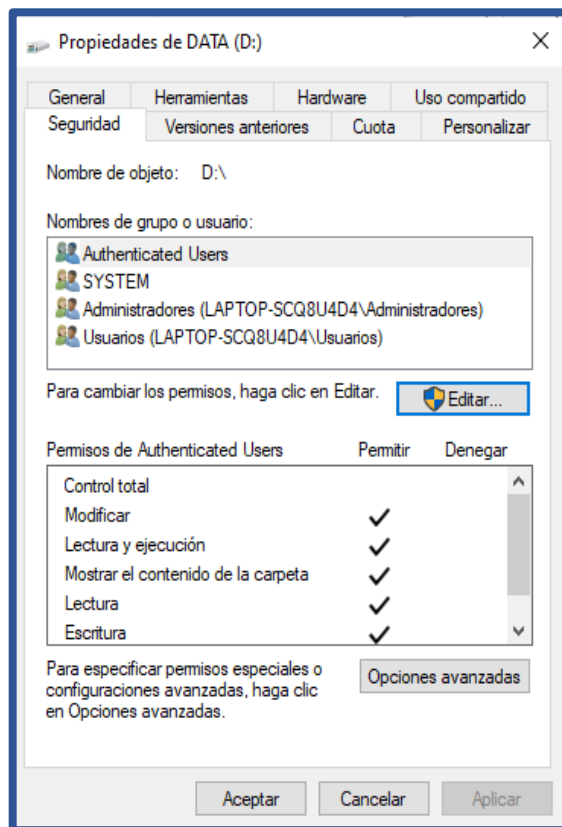 Propiedades de DATA (D:)
General Herramientas Hardware Uso compartido
Seguridad Versiones anteriores Cuota Personalizar
Nombre de objeto: D:\
Nombres de grupo o usuario:
Authenticated Users
SYSTEM
Administradores (LAPTOP-SCQ8U4D4\Administradores)
Usuarios (LAPTOP-SCQ8U4D4\Usuarios)
Para cambiar los permisos, haga clic en Editar. Editar...
Permisos de Authenticated Users Permitir Denegar
Control total
Modificar
Lectura y ejecución
Mostrar el contenido de la carpeta
Lectura
Escritura
Para especificar permisos especiales o
configuraciones avanzadas, haga clic
en Opciones avanzadas.
Opciones avanzadas
Aceptar Cancelar Aplicar